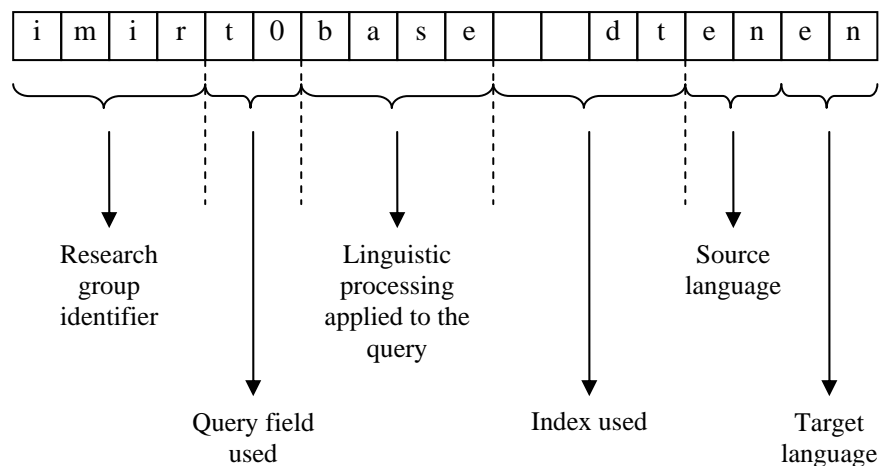 i m i r t 0 b a s e d t e n e n
Research
group
identifier
Linguistic
processing
applied to the
query
Source
language
Query field
used
Index used
Target
language